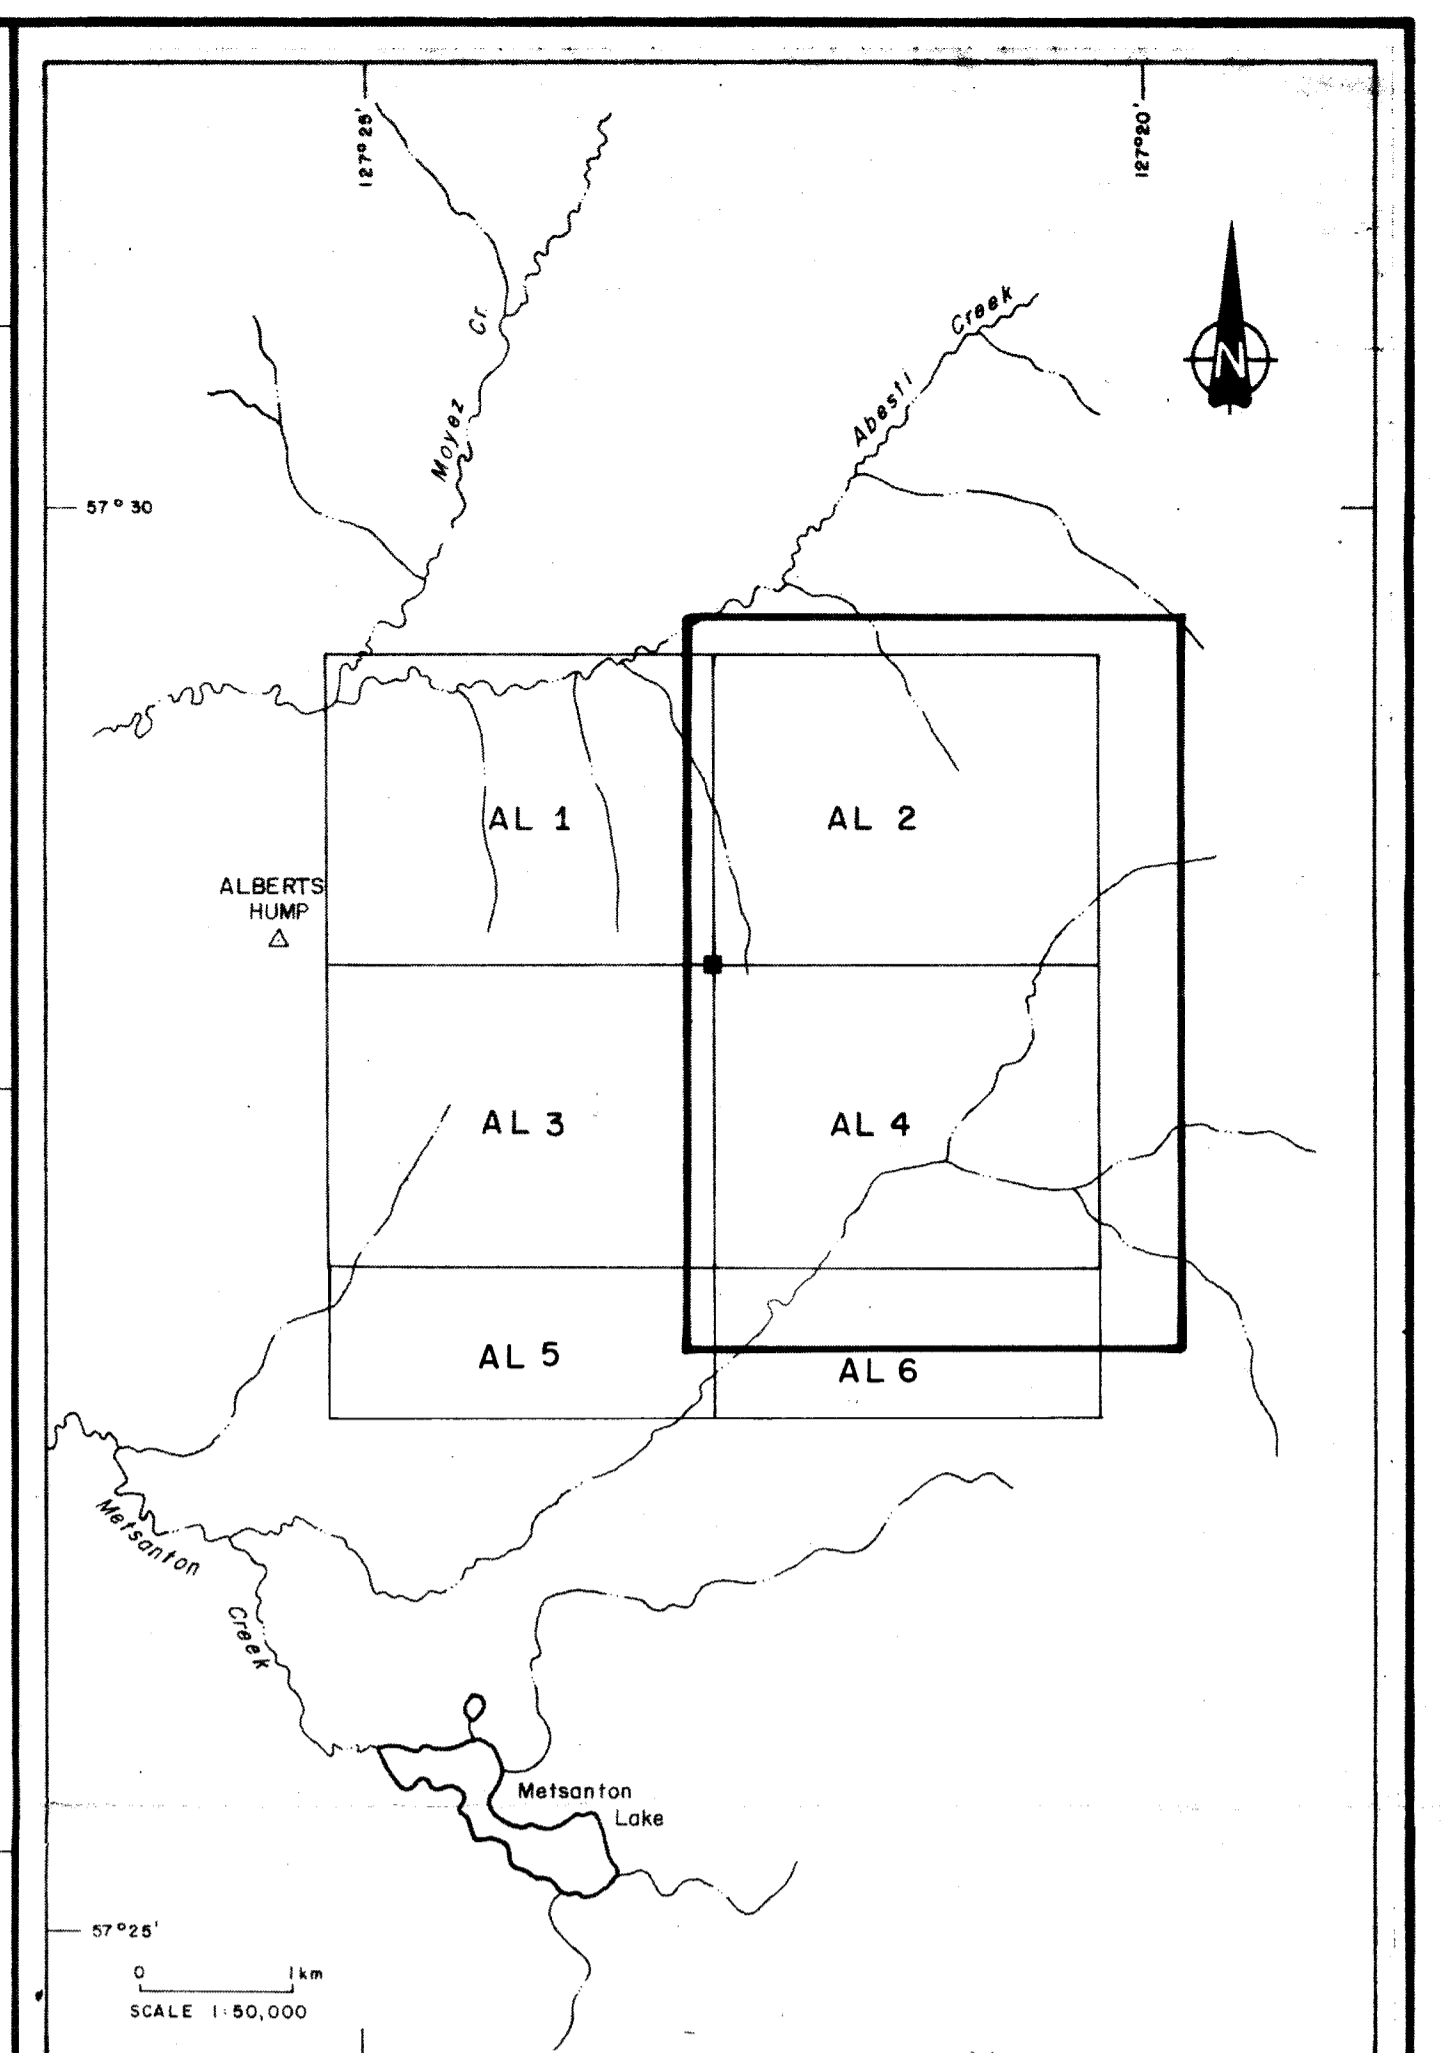 127° 25'
127° 20'
Moyez Cr.
Abesti Creek
N
57° 30
AL 1
AL 2
ALBERTS
HUMP
AL 3
AL 4
AL 5
AL 6
Metsanton
Creek
Metsanton
Lake
57° 25'
0 1 km
SCALE 1:50,000